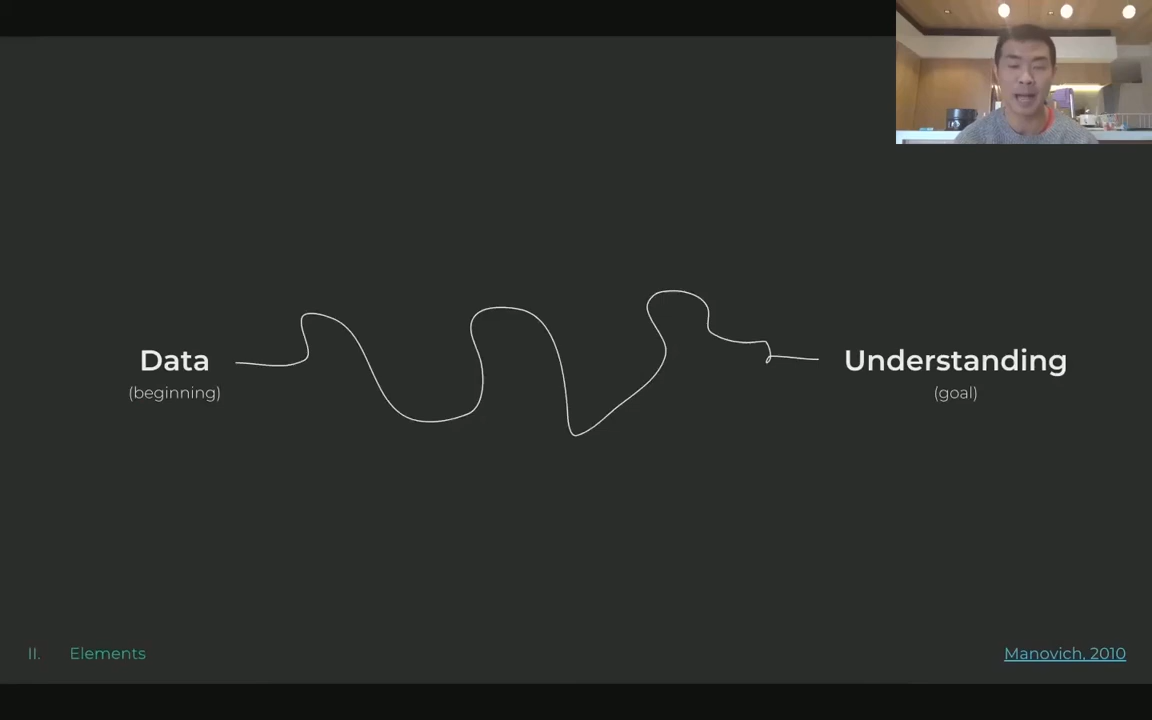 Data
(beginning)
Understanding
(goal)
II. Elements
Manovich, 2010